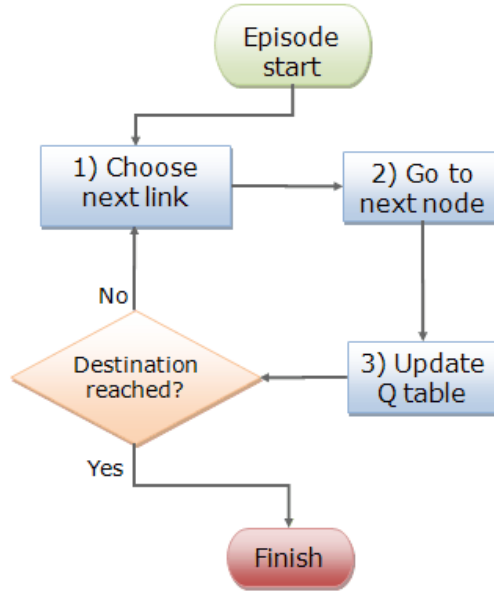 Episode
start
1) Choose
next link
2) Go to
next node
3) Update
Q table
Destination
reached?
No
Yes
Finish